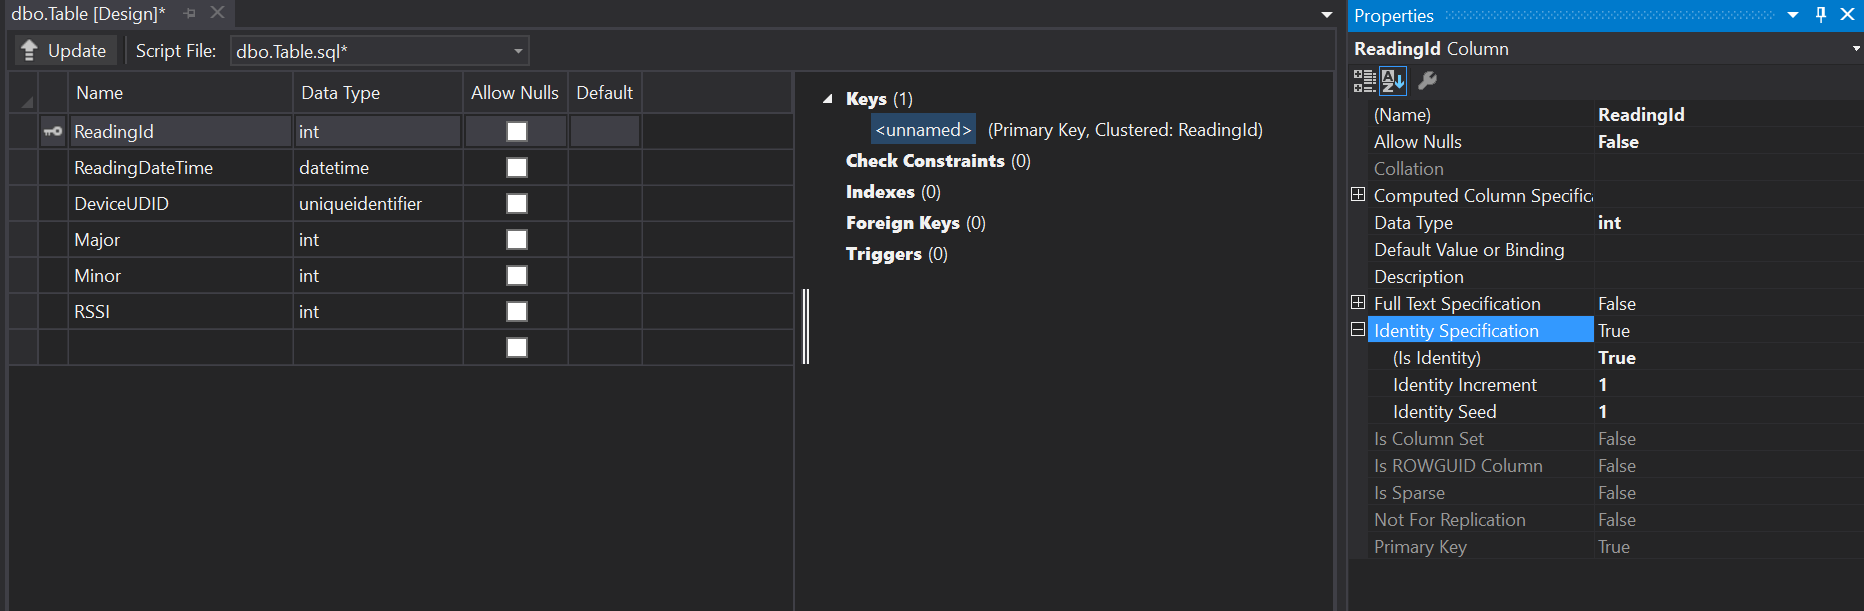 dbo.Table [Design]*
Update Script File: dbo.Table.sql*
Name Data Type Allow Nulls Default
ReadingId int
ReadingDateTime datetime
DeviceUDID uniqueidentifier
Major int
Minor int
RSSI int
Keys (1)
<unnamed> (Primary Key, Clustered: ReadingId)
Check Constraints (0)
Indexes (0)
Foreign Keys (0)
Triggers (0)
Properties
ReadingId Column
(Name) ReadingId
Allow Nulls False
Collation
Computed Column Specific
Data Type int
Default Value or Binding
Description
Full Text Specification False
Identity Specification True
(Is Identity) True
Identity Increment 1
Identity Seed 1
Is Column Set False
Is ROWGUID Column False
Is Sparse False
Not For Replication False
Primary Key True